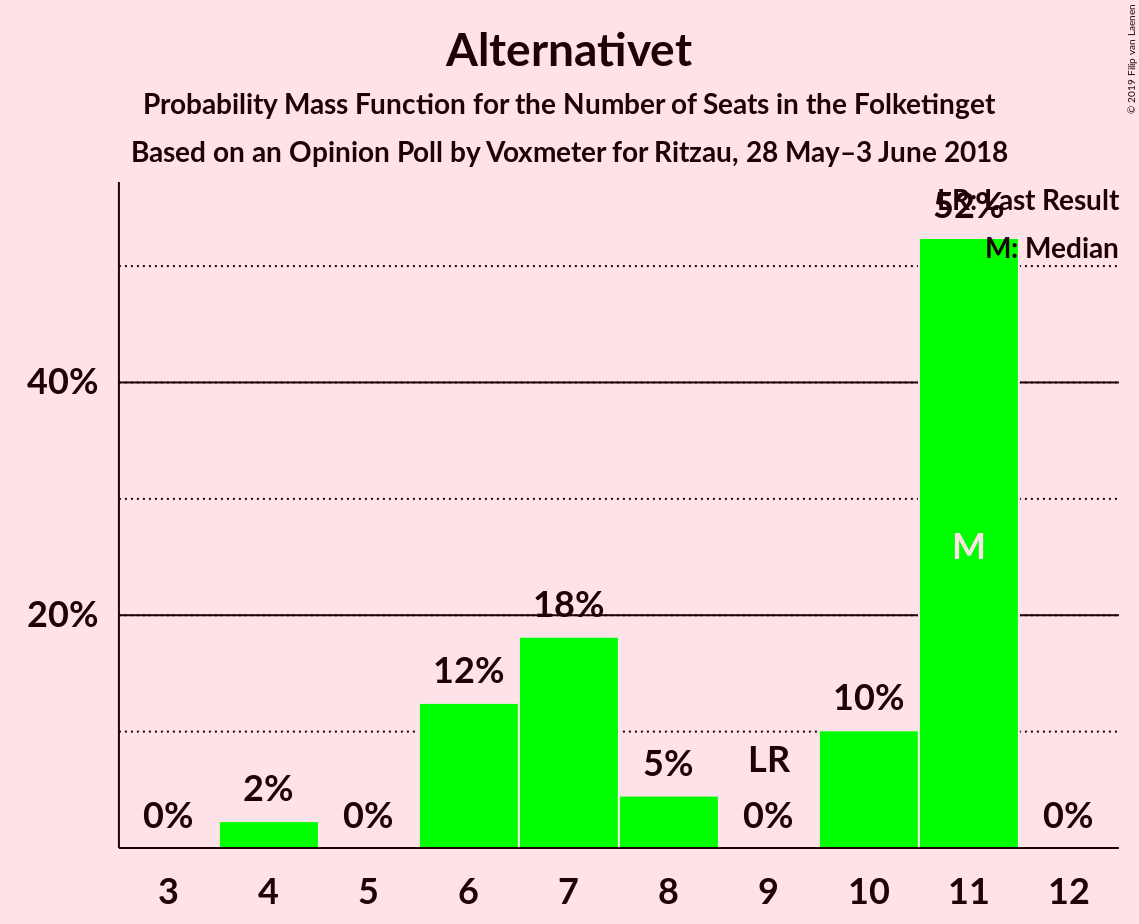 Alternativet
Probability Mass Function for the Number of Seats in the Folketinget
Based on an Opinion Poll by Voxmeter for Ritzau, 28 May–3 June 2018
© 2019 Filip van Laenen
LR: Last Result
M: Median
52%
40%
M
20%
18%
12%
10%
LR
5%
2%
0% 0% 0% 0%
3 4 5 6 7 8 9 10 11 12